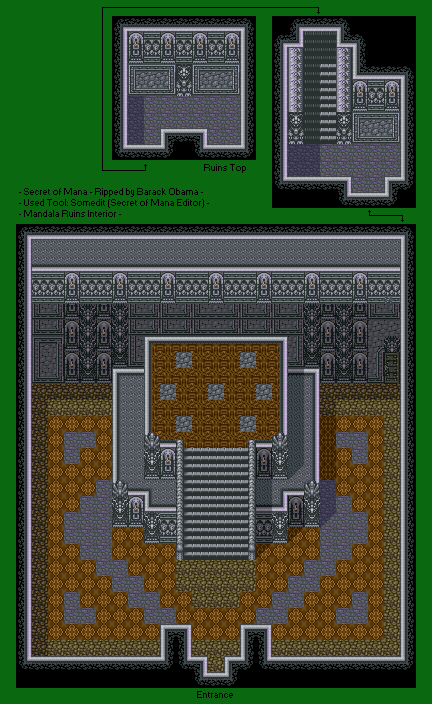 Ruins Top
- Secret of Mana - Ripped by Barack Obama -
- Used Tool: Somedit (Secret of Mana Editor) -
- Mandala Ruins Interior -
Entrance